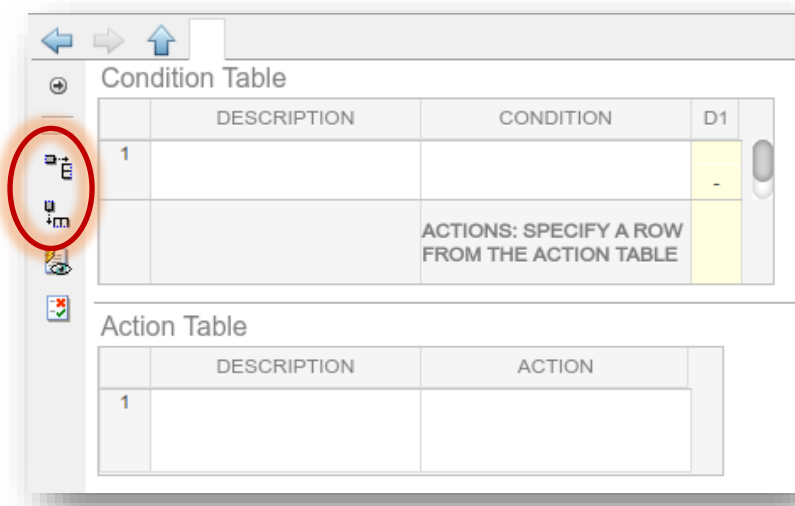 Condition Table
DESCRIPTION CONDITION D1
1
-
ACTIONS: SPECIFY A ROW
FROM THE ACTION TABLE
Action Table
DESCRIPTION ACTION
1